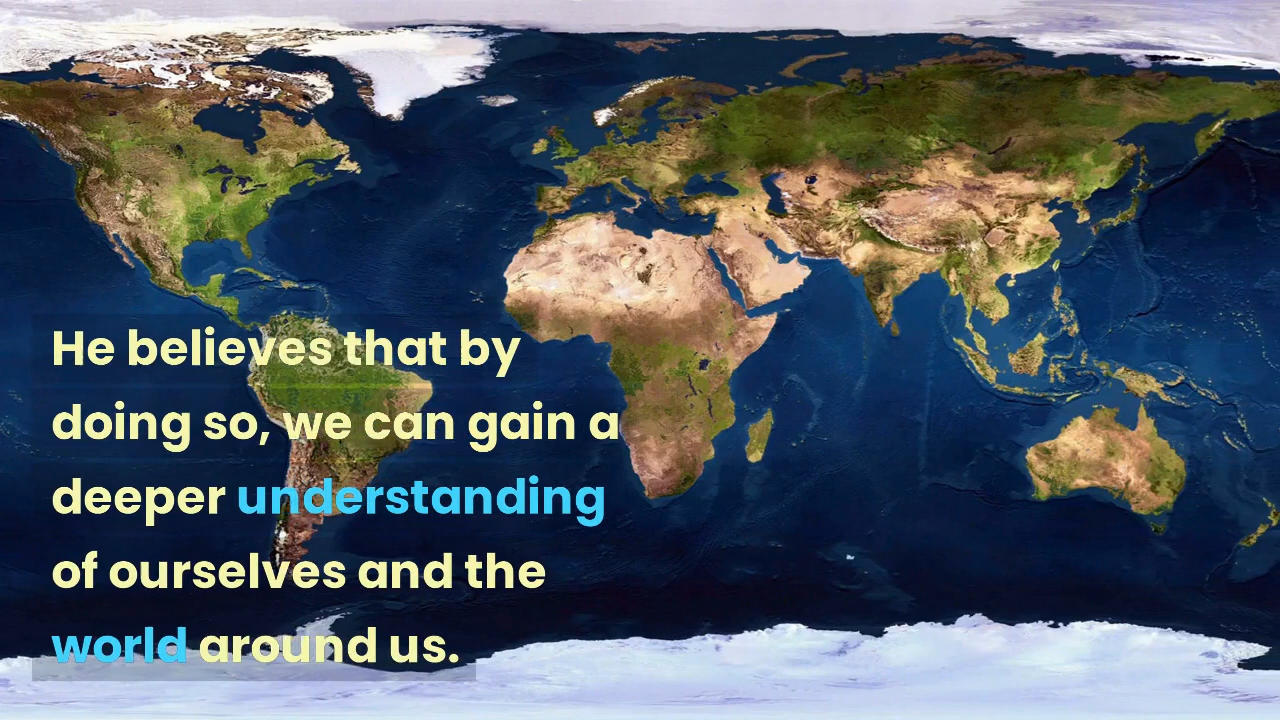 He believes that by
doing so, we can gain a
deeper understanding
of ourselves and the
world around us.